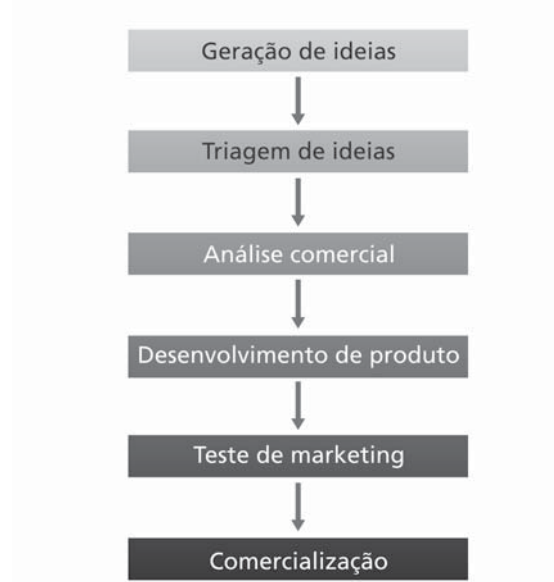 Geração de ideias
Triagem de ideias
Análise comercial
Desenvolvimento de produto
Teste de marketing
Comercialização